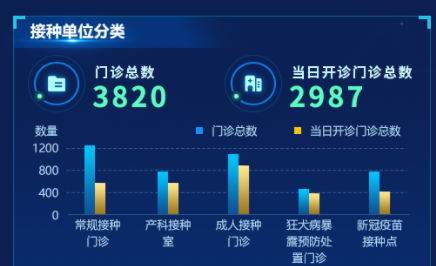 接种单位分类
门诊总数
3820
当日开诊门诊总数
2987
数量
门诊总数
当日开诊门诊总数
1200
800
400
0
常规接种
门诊
产科接种
室
成人接种
门诊
狂犬病暴
露预防处
置门诊
新冠疫苗
接种点